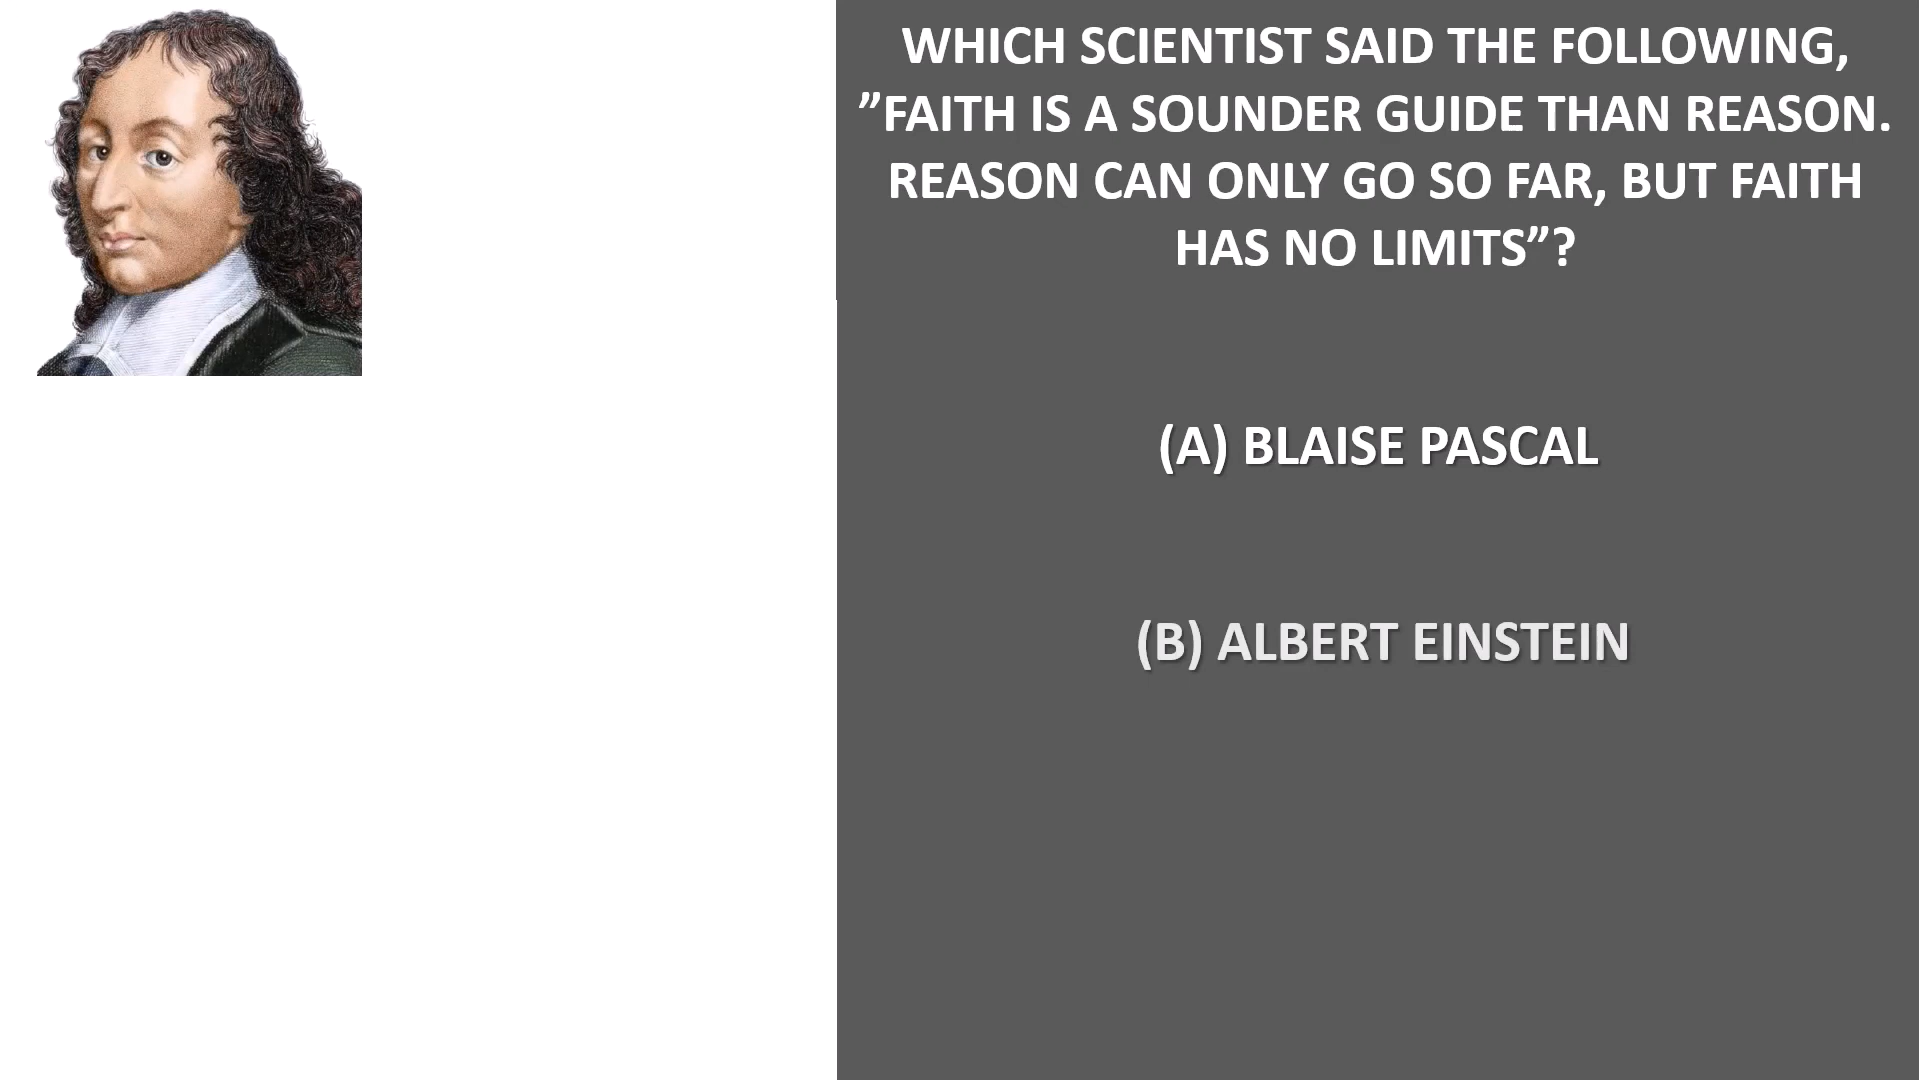 WHICH SCIENTIST SAID THE FOLLOWING,
”FAITH IS A SOUNDER GUIDE THAN REASON.
REASON CAN ONLY GO SO FAR, BUT FAITH
HAS NO LIMITS”?
(A) BLAISE PASCAL
(B) ALBERT EINSTEIN